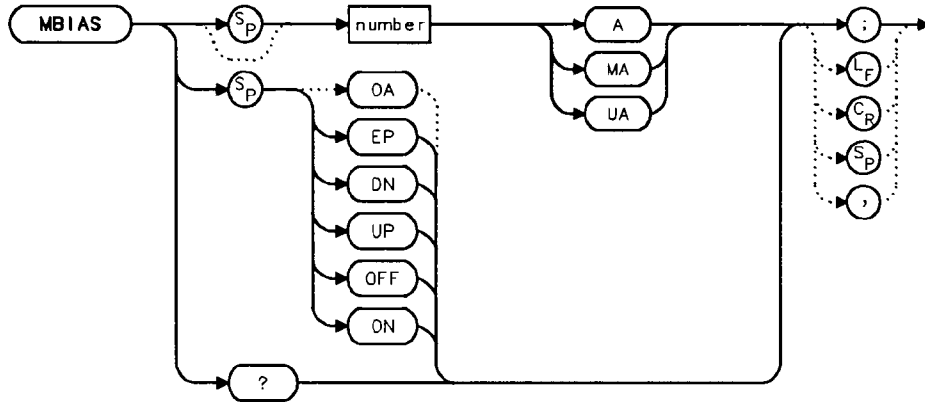 MBIAS
SP
number
A
;
MA
LF
UA
CR
SP
,
SP
OA
EP
DN
UP
OFF
ON
?